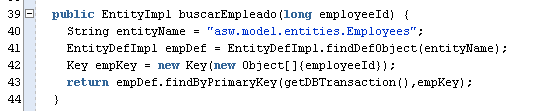 39 public EntityImpl buscarEmpleado(long employeeId) {
40 String entityName = "asw.model.entities.Employees";
41 EntityDefImpl empDef = EntityDefImpl.findDefObject(entityName);
42 Key empKey = new Key(new Object[]{employeeId});
43 return empDef.findByPrimaryKey(getDBTransaction(),empKey);
44 }